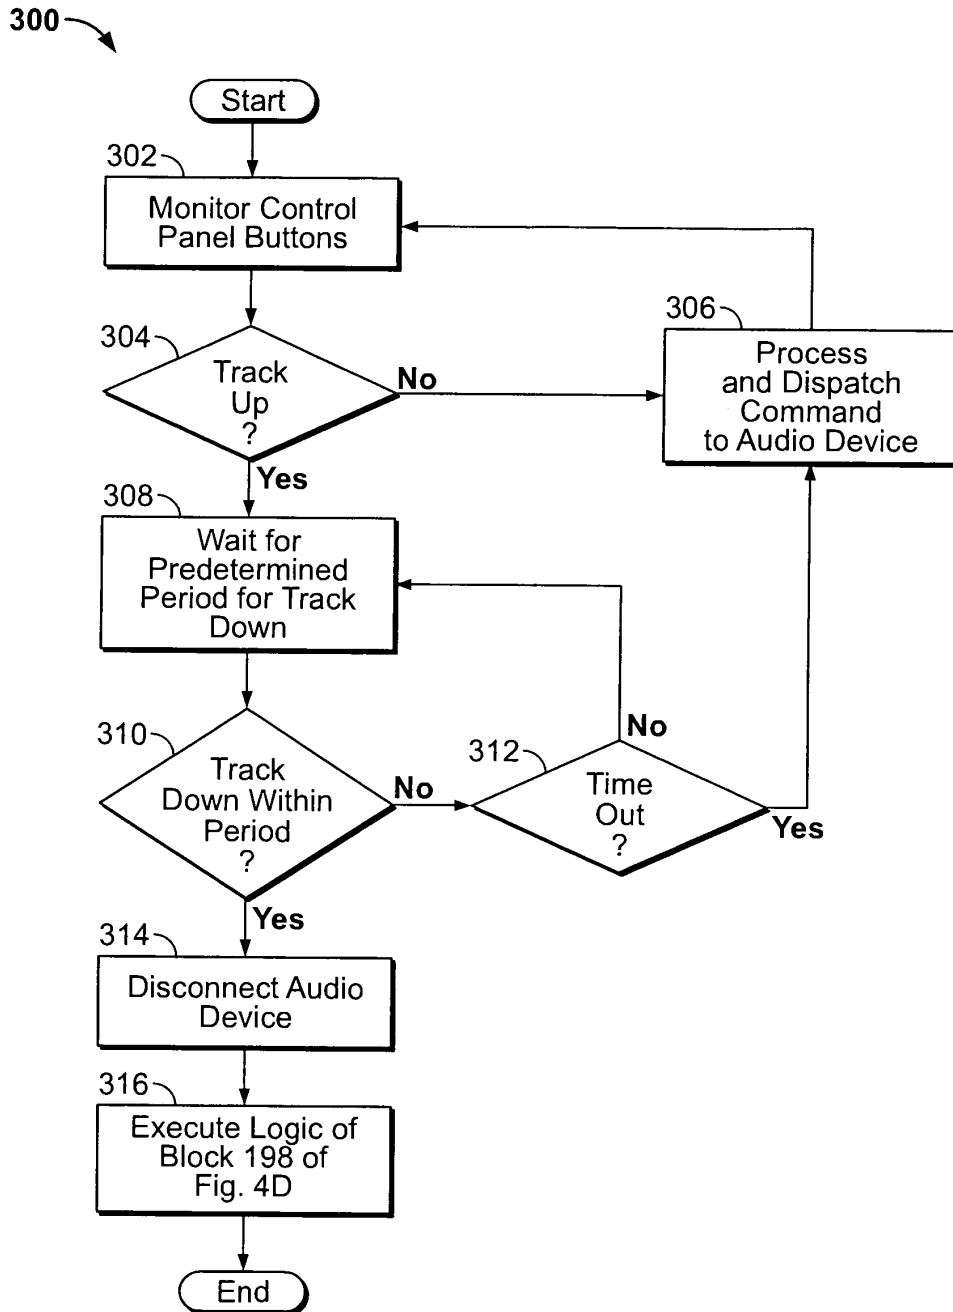 300
Start
302
Monitor Control
Panel Buttons
304
Track
Up
?
No
Yes
306
Process
and Dispatch
Command
to Audio Device
308
Wait for
Predetermined
Period for Track
Down
310
Track
Down Within
Period
?
No
Yes
312
Time
Out
?
No
Yes
314
Disconnect Audio
Device
316
Execute Logic of
Block 198 of
Fig. 4D
End